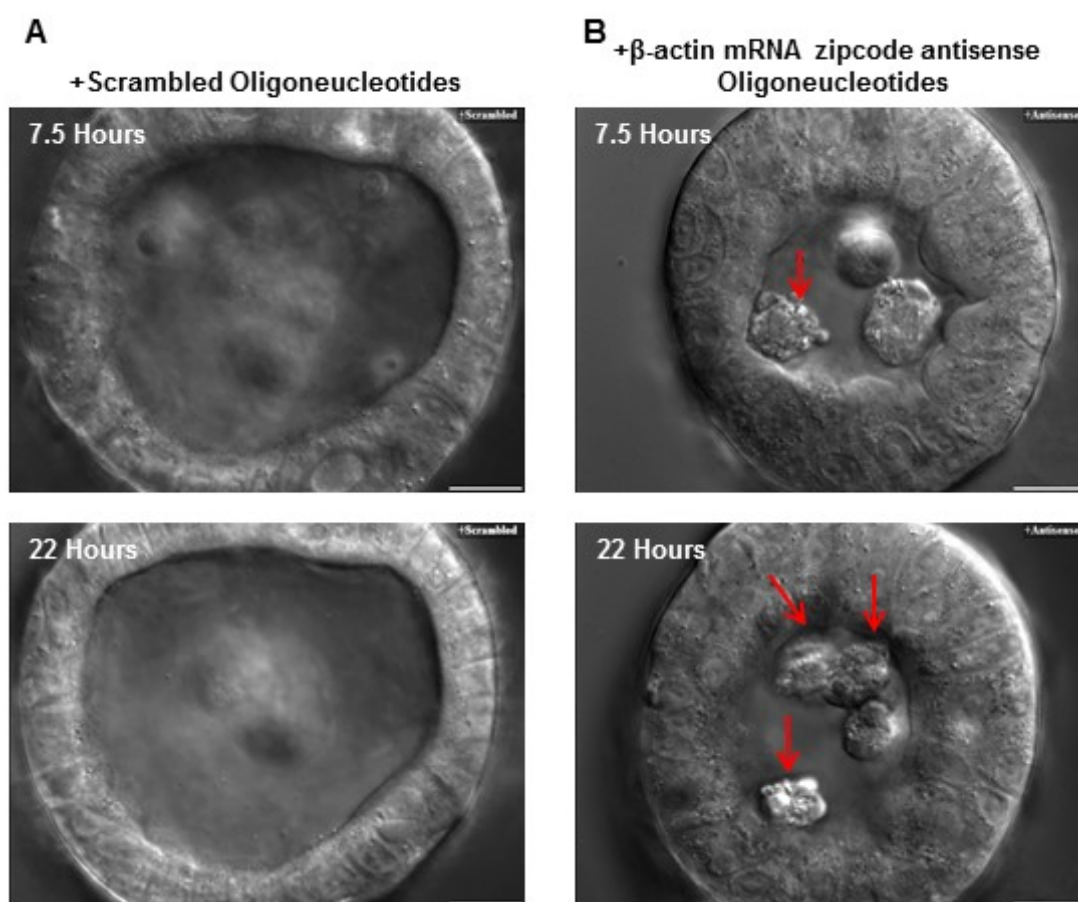 A
+Scrambled Oligoneucleotides
7.5 Hours
+Scrambled
22 Hours
+Scrambled
B
+β-actin mRNA zipcode antisense
Oligoneucleotides
7.5 Hours
+Antisense
22 Hours
+Antisense